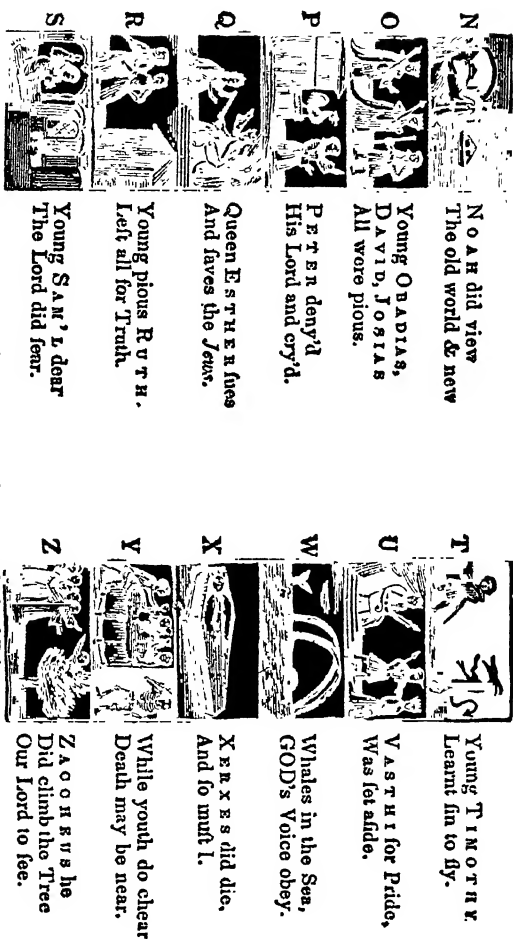 N
NOAH did view
The old world & new
O
Young OBADIAS,
DAVID, JOSIAS
All were pious.
P
PETER deny'd
His Lord and cry'd.
Q
Queen ESTHER ſues
And ſaves the Jews.
R
Young pious RUTH.
Left all for Truth.
S
Young SAM'L dear
The Lord did fear.
T
Young TIMOTHY.
Learnt ſin to fly.
U
VASTHI for Pride,
Was ſet aſide.
W
Whales in the Sea,
GOD's Voice obey.
X
XERXES did die,
And ſo muſt I.
Y
While youth do chear
Death may be near.
Z
ZACCHEUS he
Did climb the Tree
Our Lord to ſee.